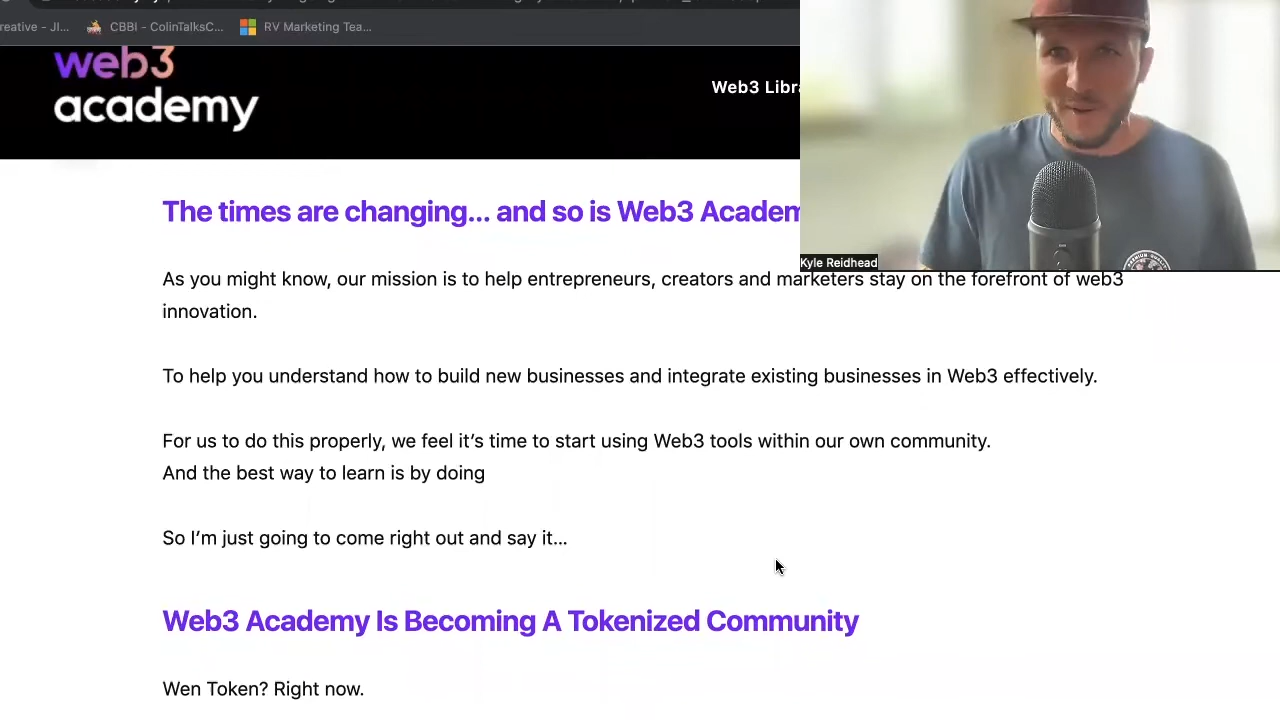 reative - JI...
CBBI - ColinTalksC...
RV Marketing Tea...
web3
academy
Web3 Libra
Kyle Reidhead
The times are changing... and so is Web3 Academ
As you might know, our mission is to help entrepreneurs, creators and marketers stay on the forefront of web3
innovation.
To help you understand how to build new businesses and integrate existing businesses in Web3 effectively.
For us to do this properly, we feel it’s time to start using Web3 tools within our own community.
And the best way to learn is by doing
So I’m just going to come right out and say it...
Web3 Academy Is Becoming A Tokenized Community
Wen Token? Right now.